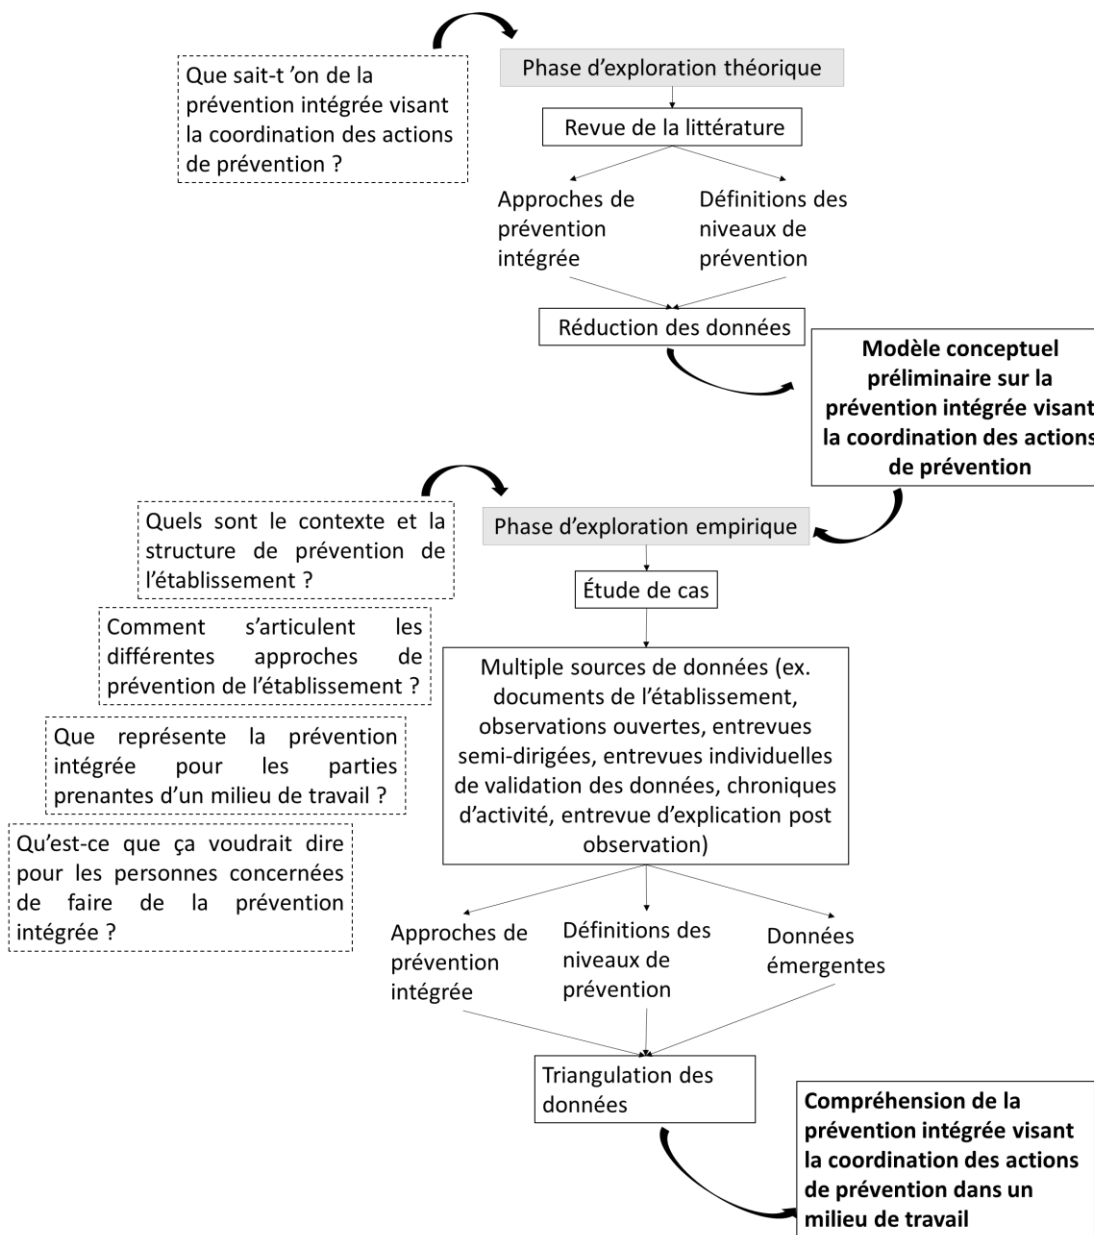 Que sait-t 'on de la
prévention intégrée visant
la coordination des actions
de prévention ?
Phase d'exploration théorique
Revue de la littérature
Approches de
prévention
intégrée
Définitions des
niveaux de
prévention
Réduction des données
Modèle conceptuel
préliminaire sur la
prévention intégrée visant
la coordination des actions
de prévention
Quels sont le contexte et la
structure de prévention de
l'établissement ?
Comment s'articulent les
différentes approches de
prévention de l'établissement ?
Que représente la prévention
intégrée pour les parties
prenantes d'un milieu de travail ?
Qu'est-ce que ça voudrait dire
pour les personnes concernées
de faire de la prévention
intégrée ?
Phase d'exploration empirique
Étude de cas
Multiple sources de données (ex.
documents de l'établissement,
observations ouvertes, entrevues
semi-dirigées, entrevues individuelles
de validation des données, chroniques
d'activité, entrevue d'explication post
observation)
Approches de
prévention
intégrée
Définitions des
niveaux de
prévention
Données
émergentes
Triangulation des
données
Compréhension de la
prévention intégrée visant
la coordination des actions
de prévention dans un
milieu de travail